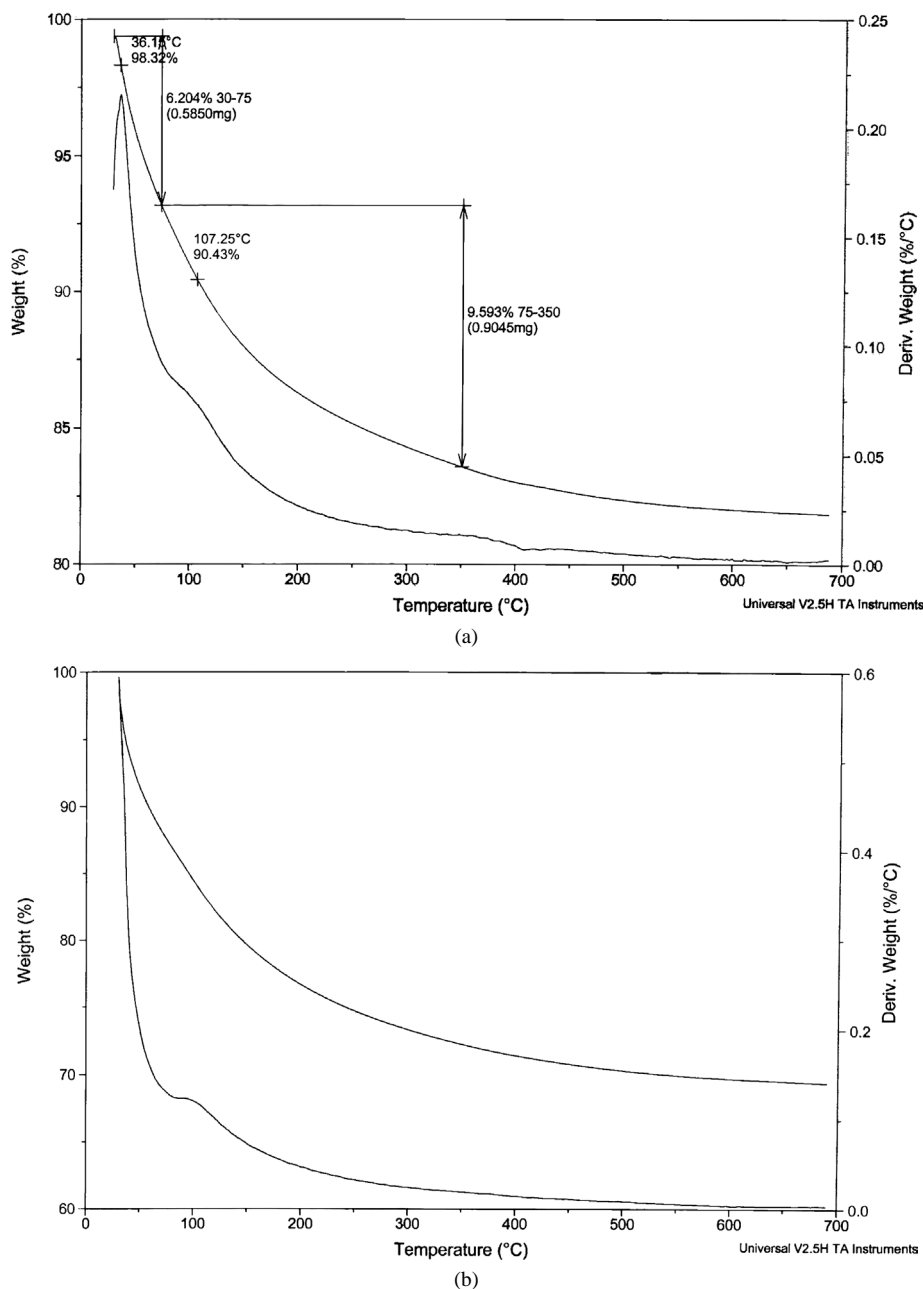 100
95
90
85
80
Weight (%)
36.15°C
98.32%
6.204% 30-75
(0.5850mg)
107.25°C
90.43%
9.593% 75-350
(0.9045mg)
0.25
0.20
0.15
0.10
0.05
0.00
Deriv. Weight (%/°C)
0 100 200 300 400 500 600 700
Temperature (°C)
Universal V2.5H TA Instruments
(a)
100
90
80
70
60
Weight (%)
0.6
0.4
0.2
0.0
Deriv. Weight (%/°C)
0 100 200 300 400 500 600 700
Temperature (°C)
Universal V2.5H TA Instruments
(b)